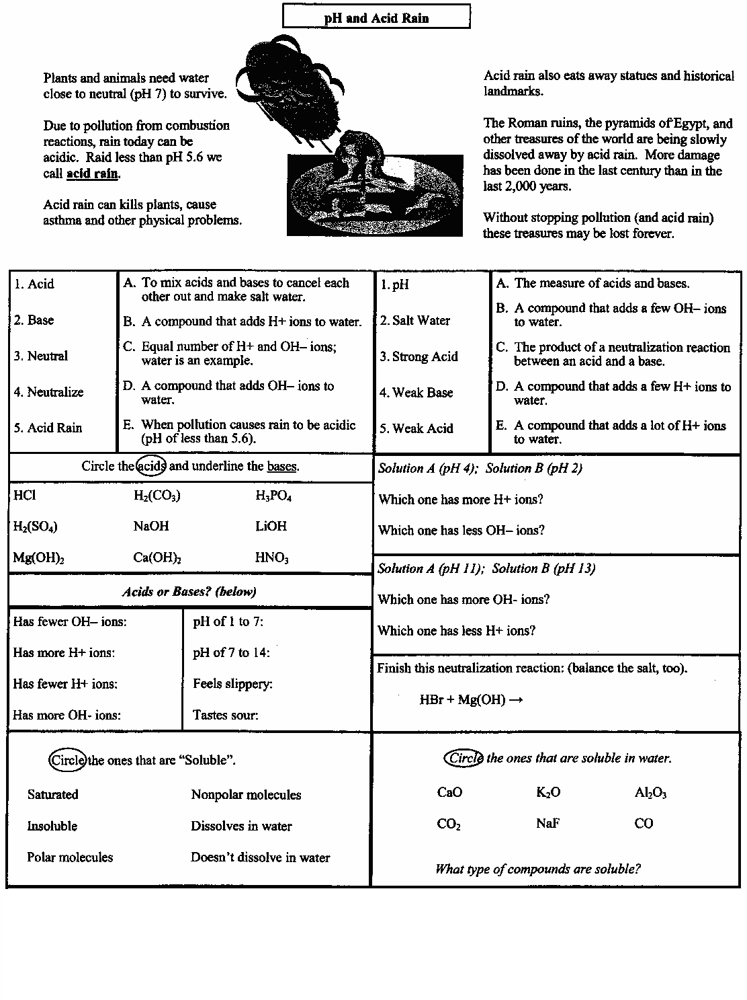 pH and Acid Rain
Plants and animals need water
close to neutral (pH 7) to survive.
Due to pollution from combustion
reactions, rain today can be
acidic. Raid less than pH 5.6 we
call acid rain.
Acid rain can kills plants, cause
asthma and other physical problems.
Acid rain also eats away statues and historical
landmarks.
The Roman ruins, the pyramids of Egypt, and
other treasures of the world are being slowly
dissolved away by acid rain. More damage
has been done in the last century than in the
last 2,000 years.
Without stopping pollution (and acid rain)
these treasures may be lost forever.
1. Acid
2. Base
3. Neutral
4. Neutralize
5. Acid Rain
A. To mix acids and bases to cancel each
other out and make salt water.
B. A compound that adds H+ ions to water.
C. Equal number of H+ and OH– ions;
water is an example.
D. A compound that adds OH– ions to
water.
E. When pollution causes rain to be acidic
(pH of less than 5.6).
1. pH
2. Salt Water
3. Strong Acid
4. Weak Base
5. Weak Acid
A. The measure of acids and bases.
B. A compound that adds a few OH– ions
to water.
C. The product of a neutralization reaction
between an acid and a base.
D. A compound that adds a few H+ ions to
water.
E. A compound that adds a lot of H+ ions
to water.
Circle the acids and underline the bases.
HCl H₂(CO₃) H₃PO₄
H₂(SO₄) NaOH LiOH
Mg(OH)₂ Ca(OH)₂ HNO₃
Acids or Bases? (below)
Has fewer OH– ions:
Has more H+ ions:
Has fewer H+ ions:
Has more OH- ions:
pH of 1 to 7:
pH of 7 to 14:
Feels slippery:
Tastes sour:
Solution A (pH 4); Solution B (pH 2)
Which one has more H+ ions?
Which one has less OH– ions?
Solution A (pH 11); Solution B (pH 13)
Which one has more OH- ions?
Which one has less H+ ions?
Finish this neutralization reaction: (balance the salt, too).
HBr + Mg(OH) →
Circle the ones that are “Soluble”.
Saturated Nonpolar molecules
Insoluble Dissolves in water
Polar molecules Doesn’t dissolve in water
Circle the ones that are soluble in water.
CaO K₂O Al₂O₃
CO₂ NaF CO
What type of compounds are soluble?